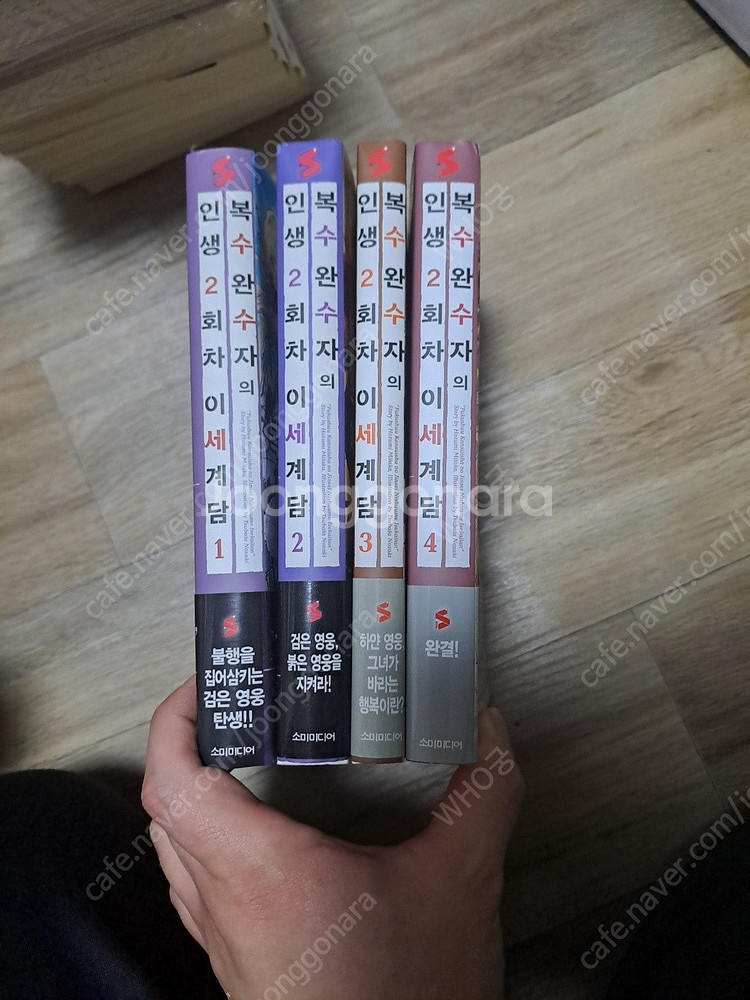 복수 완수자의
인생 2회차 이세계담
1
불행을
집어삼키는
검은 영웅
탄생!!
소미미디어
복수 완수자의
인생 2회차 이세계담
2
검은 영웅,
붉은 영웅을
지켜라!
소미미디어
복수 완수자의
인생 2회차 이세계담
3
하얀 영웅,
그녀가
바라는
행복이란?
소미미디어
복수 완수자의
인생 2회차 이세계담
4
완결!
소미미디어
joonggonara
cafe.naver.com/joonggonara
WHO궁